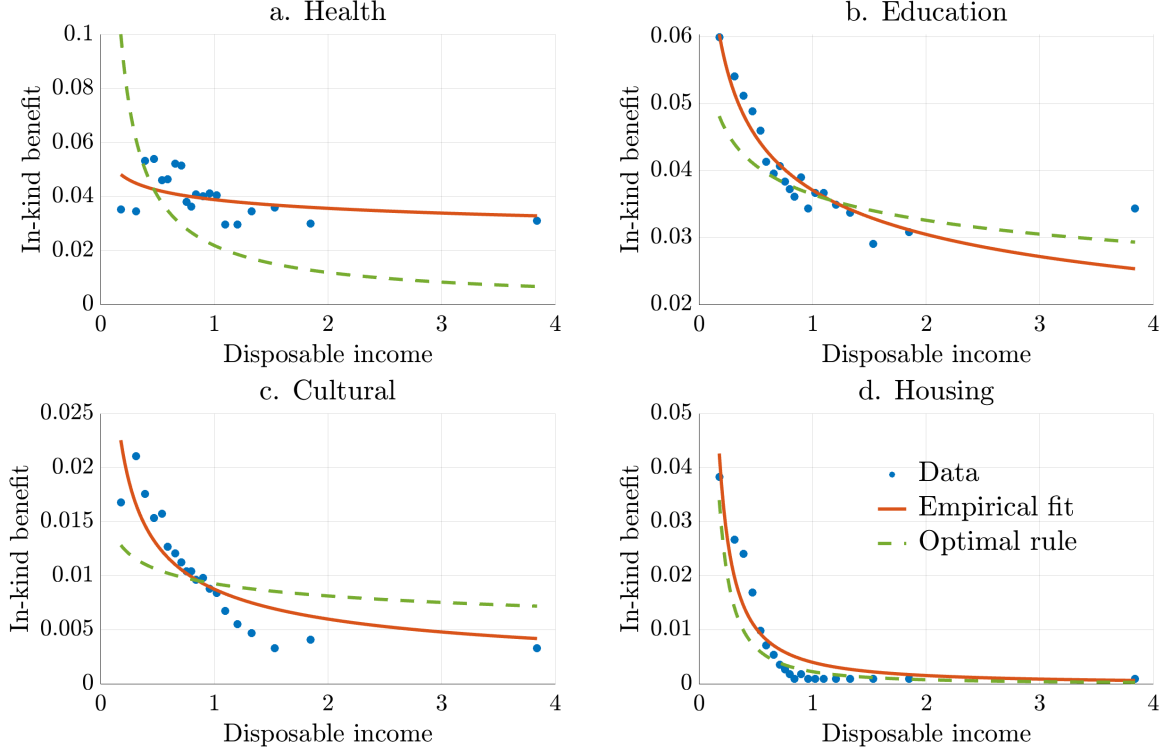 a. Health
In-kind benefit
0.1
0.08
0.06
0.04
0.02
0
0 1 2 3 4
Disposable income
b. Education
In-kind benefit
0.06
0.05
0.04
0.03
0.02
0 1 2 3 4
Disposable income
c. Cultural
In-kind benefit
0.025
0.02
0.015
0.01
0.005
0
0 1 2 3 4
Disposable income
d. Housing
In-kind benefit
0.05
0.04
0.03
0.02
0.01
0
0 1 2 3 4
Disposable income
Data
Empirical fit
Optimal rule